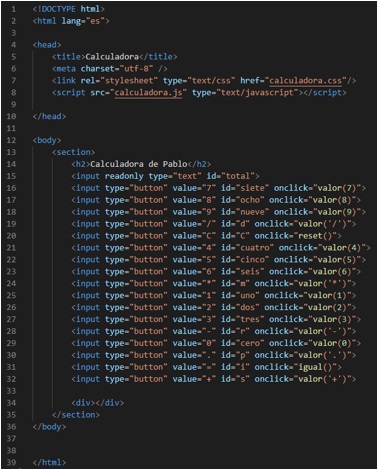 1 <!DOCTYPE html>
2 <html lang="es">
3
4 <head>
5 <title>Calculadora</title>
6 <meta charset="utf-8" />
7 <link rel="stylesheet" type="text/css" href="calculadora.css"/>
8 <script src="calculadora.js" type="text/javascript"></script>
9
10 </head>
11
12 <body>
13 <section>
14 <h2>Calculadora de Pablo</h2>
15 <input readonly type="text" id="total">
16 <input type="button" value="7" id="siete" onclick="valor(7)">
17 <input type="button" value="8" id="ocho" onclick="valor(8)">
18 <input type="button" value="9" id="nueve" onclick="valor(9)">
19 <input type="button" value="/" id="d" onclick="valor('/')">
20 <input type="button" value="C" id="C" onclick="reset()">
21 <input type="button" value="4" id="cuatro" onclick="valor(4)">
22 <input type="button" value="5" id="cinco" onclick="valor(5)">
23 <input type="button" value="6" id="seis" onclick="valor(6)">
24 <input type="button" value="*" id="m" onclick="valor('*')">
25 <input type="button" value="1" id="uno" onclick="valor(1)">
26 <input type="button" value="2" id="dos" onclick="valor(2)">
27 <input type="button" value="3" id="tres" onclick="valor(3)">
28 <input type="button" value="-" id="r" onclick="valor('-')">
29 <input type="button" value="0" id="cero" onclick="valor(0)">
30 <input type="button" value="." id="p" onclick="valor('.')">
31 <input type="button" value="=" id="i" onclick="igual()">
32 <input type="button" value="+" id="s" onclick="valor('+')">
33
34 <div></div>
35 </section>
36 </body>
37
38
39 </html>